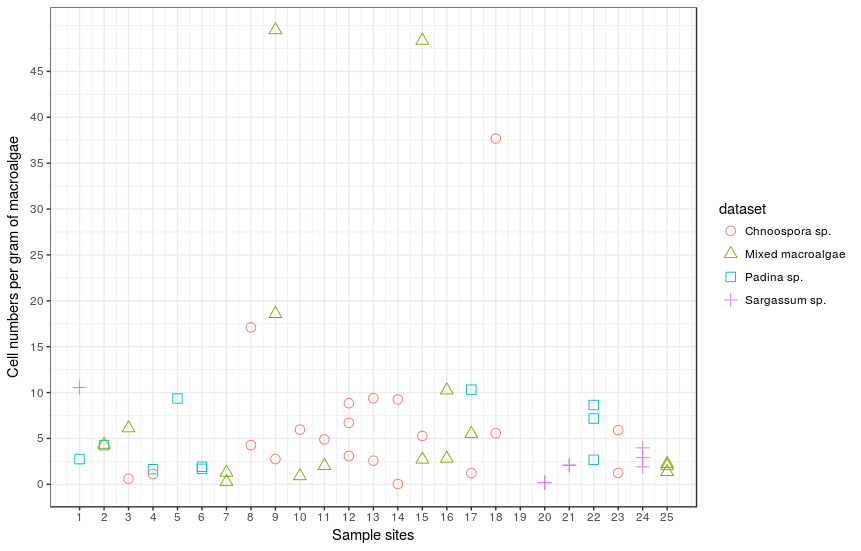 45
40
35
30
25
20
15
10
5
0
Cell numbers per gram of macroalgae
1 2 3 4 5 6 7 8 9 10 11 12 13 14 15 16 17 18 19 20 21 22 23 24 25
Sample sites
dataset
Chnoospora sp.
Mixed macroalgae
Padina sp.
Sargassum sp.